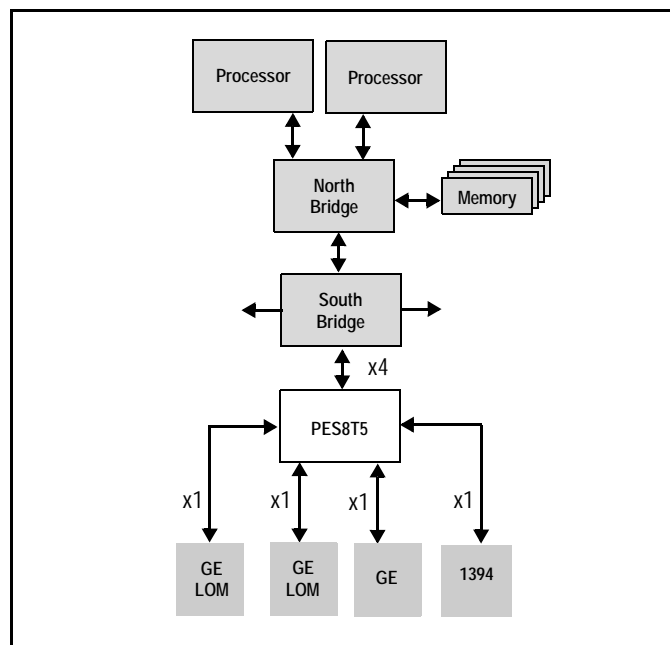 Processor
Processor
North
Bridge
Memory
South
Bridge
x4
PES8T5
x1
x1
x1
x1
GE
LOM
GE
LOM
GE
1394